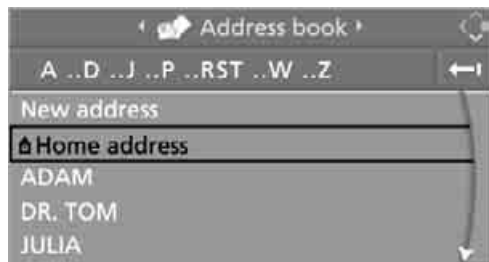 Address book
A ..D ..J ..P ..RST ..W ..Z
New address
Home address
ADAM
DR. TOM
JULIA